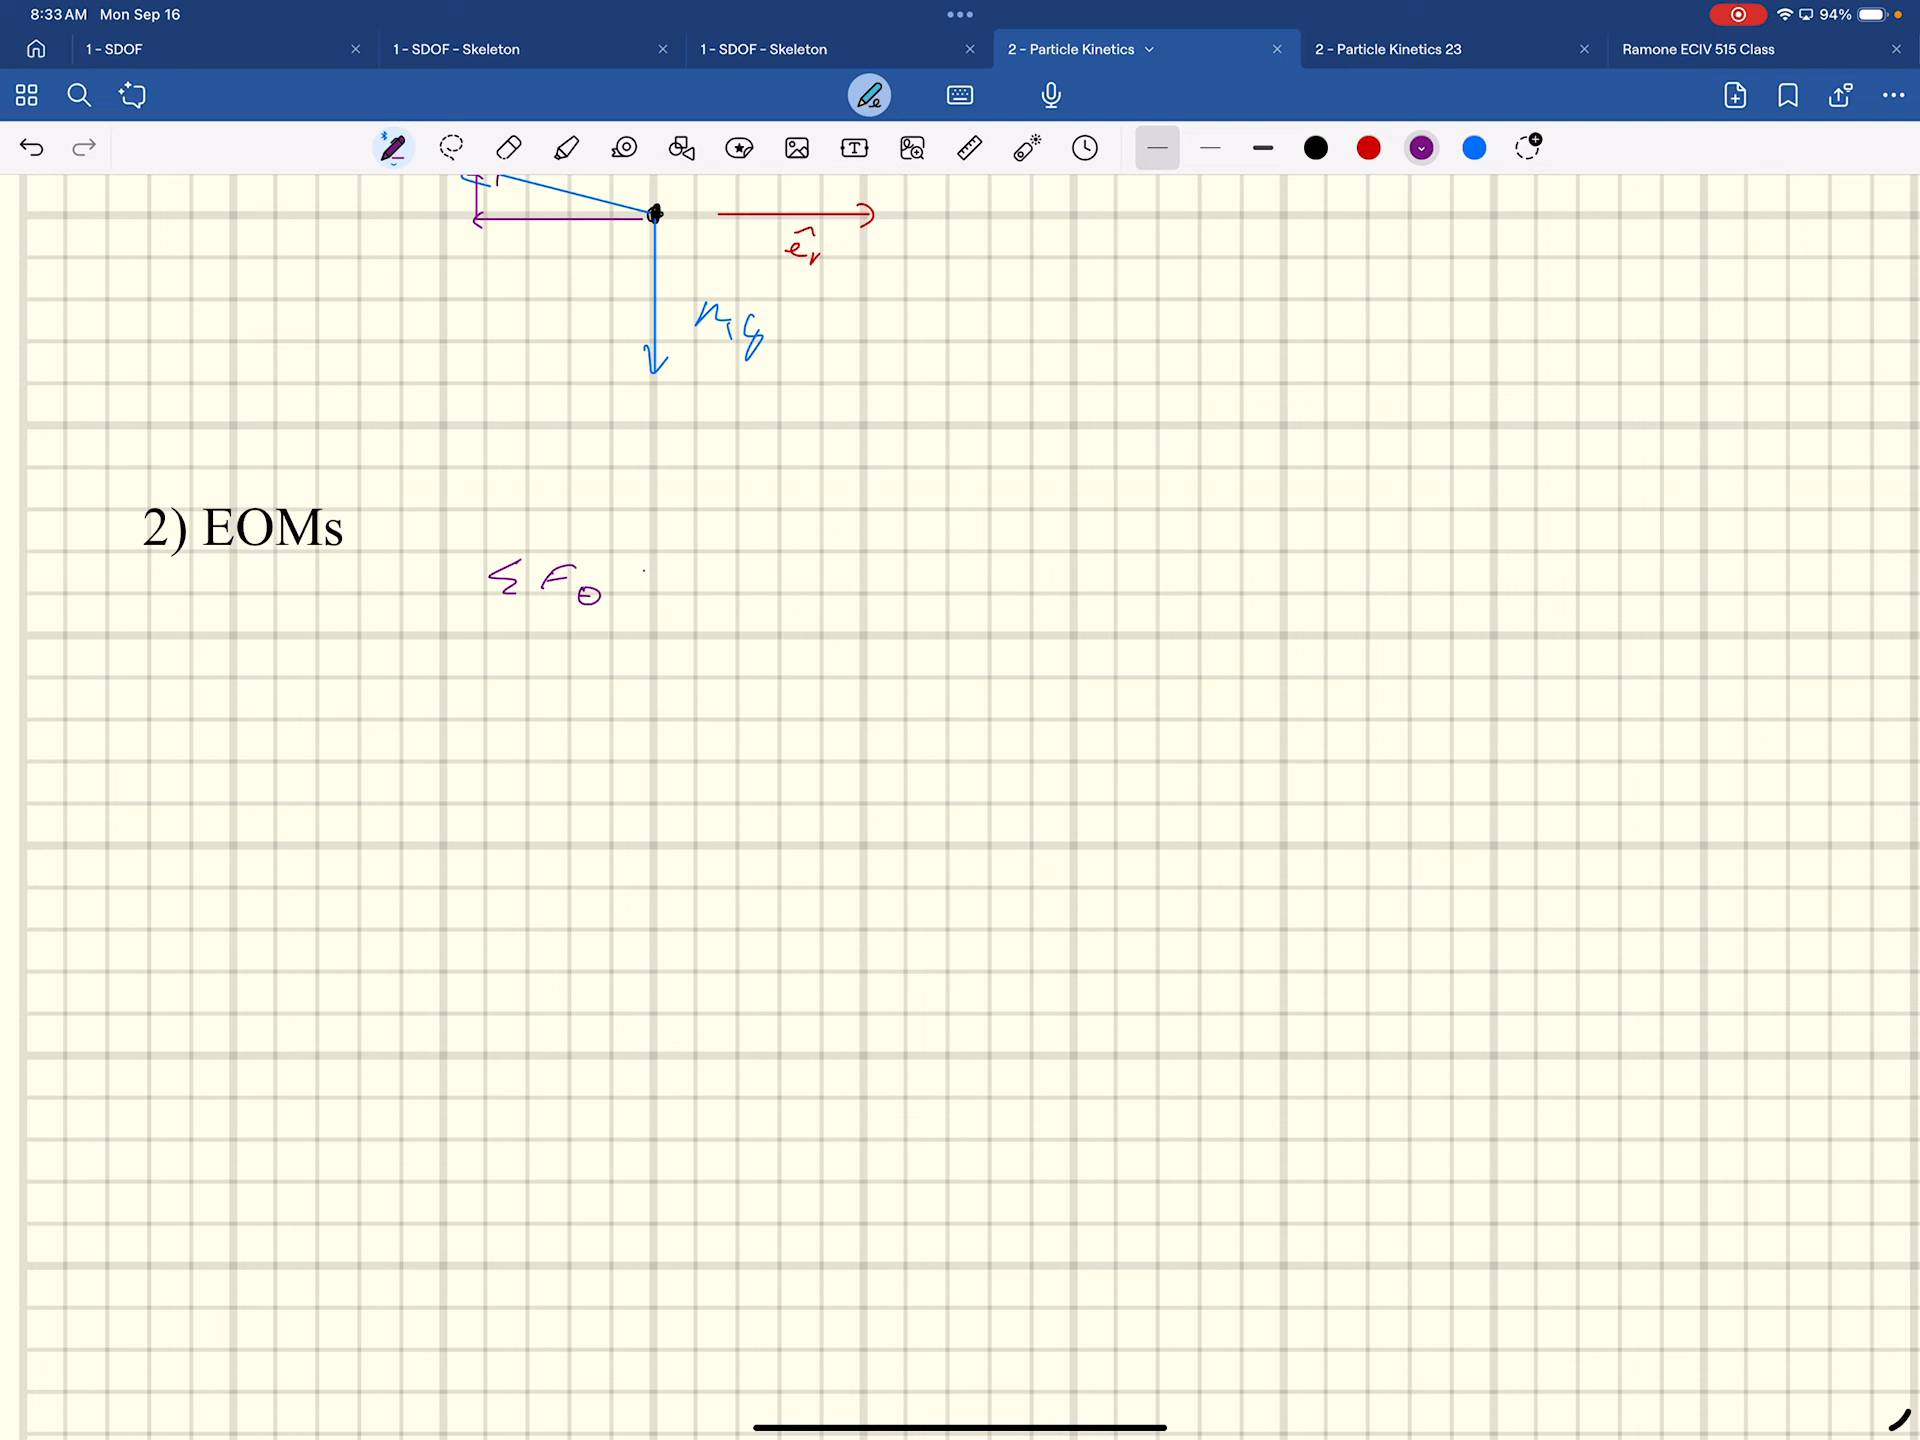 8:33 AM Mon Sep 16 94%
1 - SDOF 1 - SDOF - Skeleton 1 - SDOF - Skeleton 2 - Particle Kinetics 2 - Particle Kinetics 23 Ramone ECIV 515 Class
ê_r
mg
2) EOMs
Σ F_θ